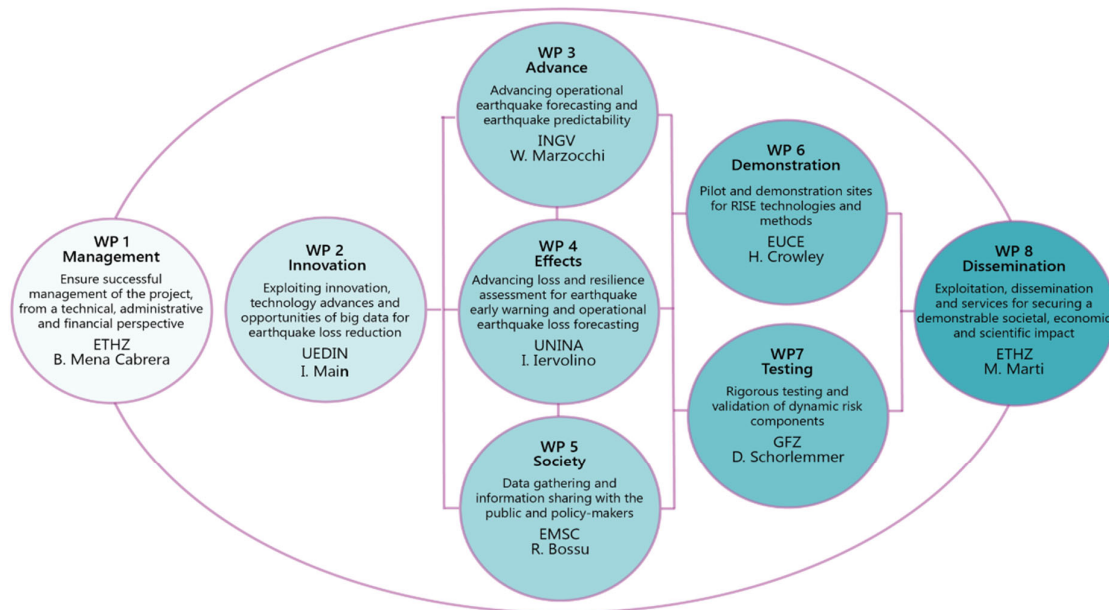 WP 1
Management
Ensure successful
management of the project,
from a technical, administrative
and financial perspective
ETHZ
B. Mena Cabrera
WP 2
Innovation
Exploiting innovation,
technology advances and
opportunities of big data for
earthquake loss reduction
UEDIN
I. Main
WP 3
Advance
Advancing operational
earthquake forecasting and
earthquake predictability
INGV
W. Marzocchi
WP 4
Effects
Advancing loss and resilience
assessment for earthquake
early warning and operational
earthquake loss forecasting
UNINA
I. Iervolino
WP 5
Society
Data gathering and
information sharing with the
public and policy-makers
EMSC
R. Bossu
WP 6
Demonstration
Pilot and demonstration sites
for RISE technologies and
methods
EUCE
H. Crowley
WP7
Testing
Rigorous testing and
validation of dynamic risk
components
GFZ
D. Schorlemmer
WP 8
Dissemination
Exploitation, dissemination
and services for securing a
demonstrable societal, economic
and scientific impact
ETHZ
M. Marti